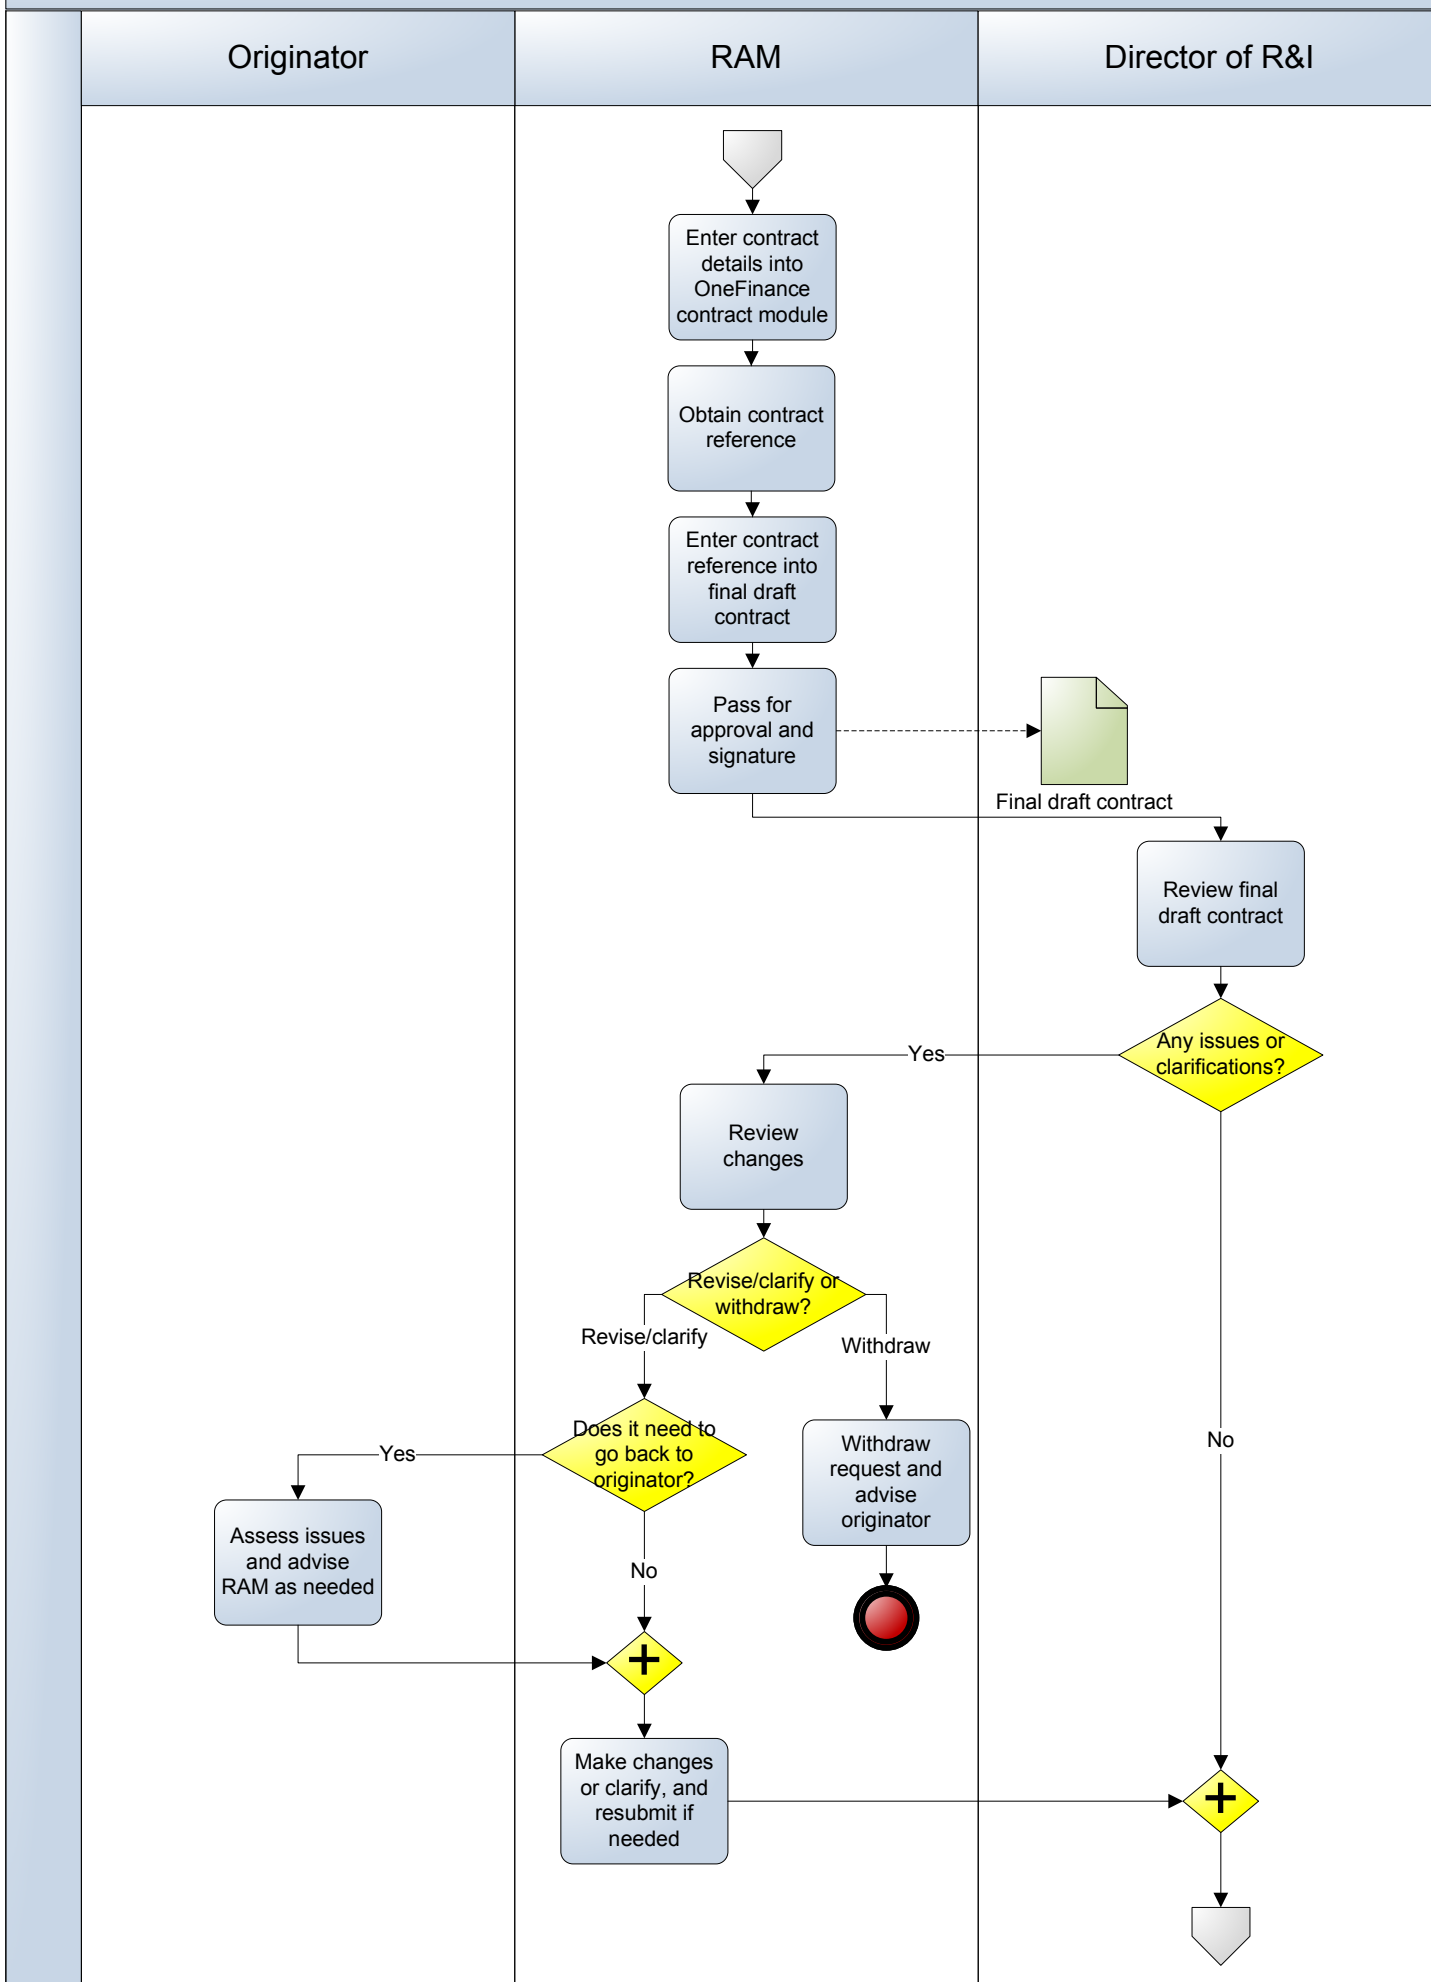 Originator
RAM
Director of R&I
Enter contract
details into
OneFinance
contract module
Obtain contract
reference
Enter contract
reference into
final draft
contract
Pass for
approval and
signature
Final draft contract
Review final
draft contract
Any issues or
clarifications?
Yes
Review
changes
Revise/clarify or
withdraw?
Revise/clarify
Withdraw
Does it need to
go back to
originator?
Yes
Withdraw
request and
advise
originator
No
Assess issues
and advise
RAM as needed
No
Make changes
or clarify, and
resubmit if
needed